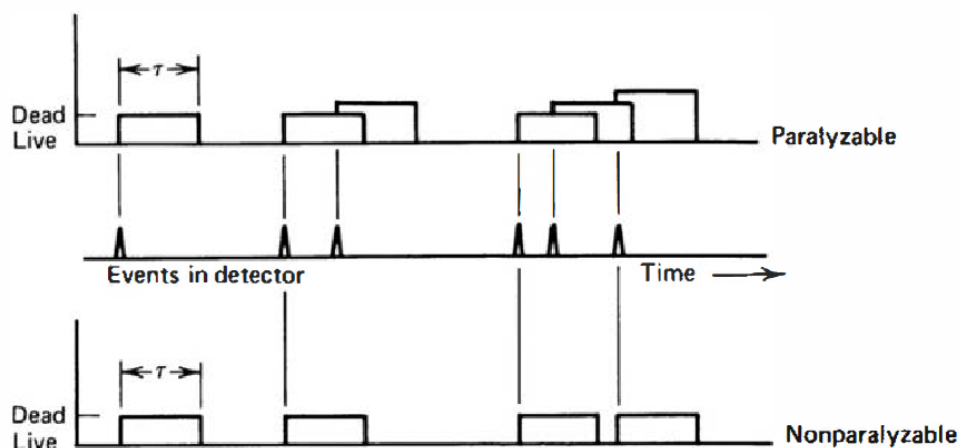 τ
Dead
Live
Paralyzable
Events in detector
Time
τ
Dead
Live
Nonparalyzable